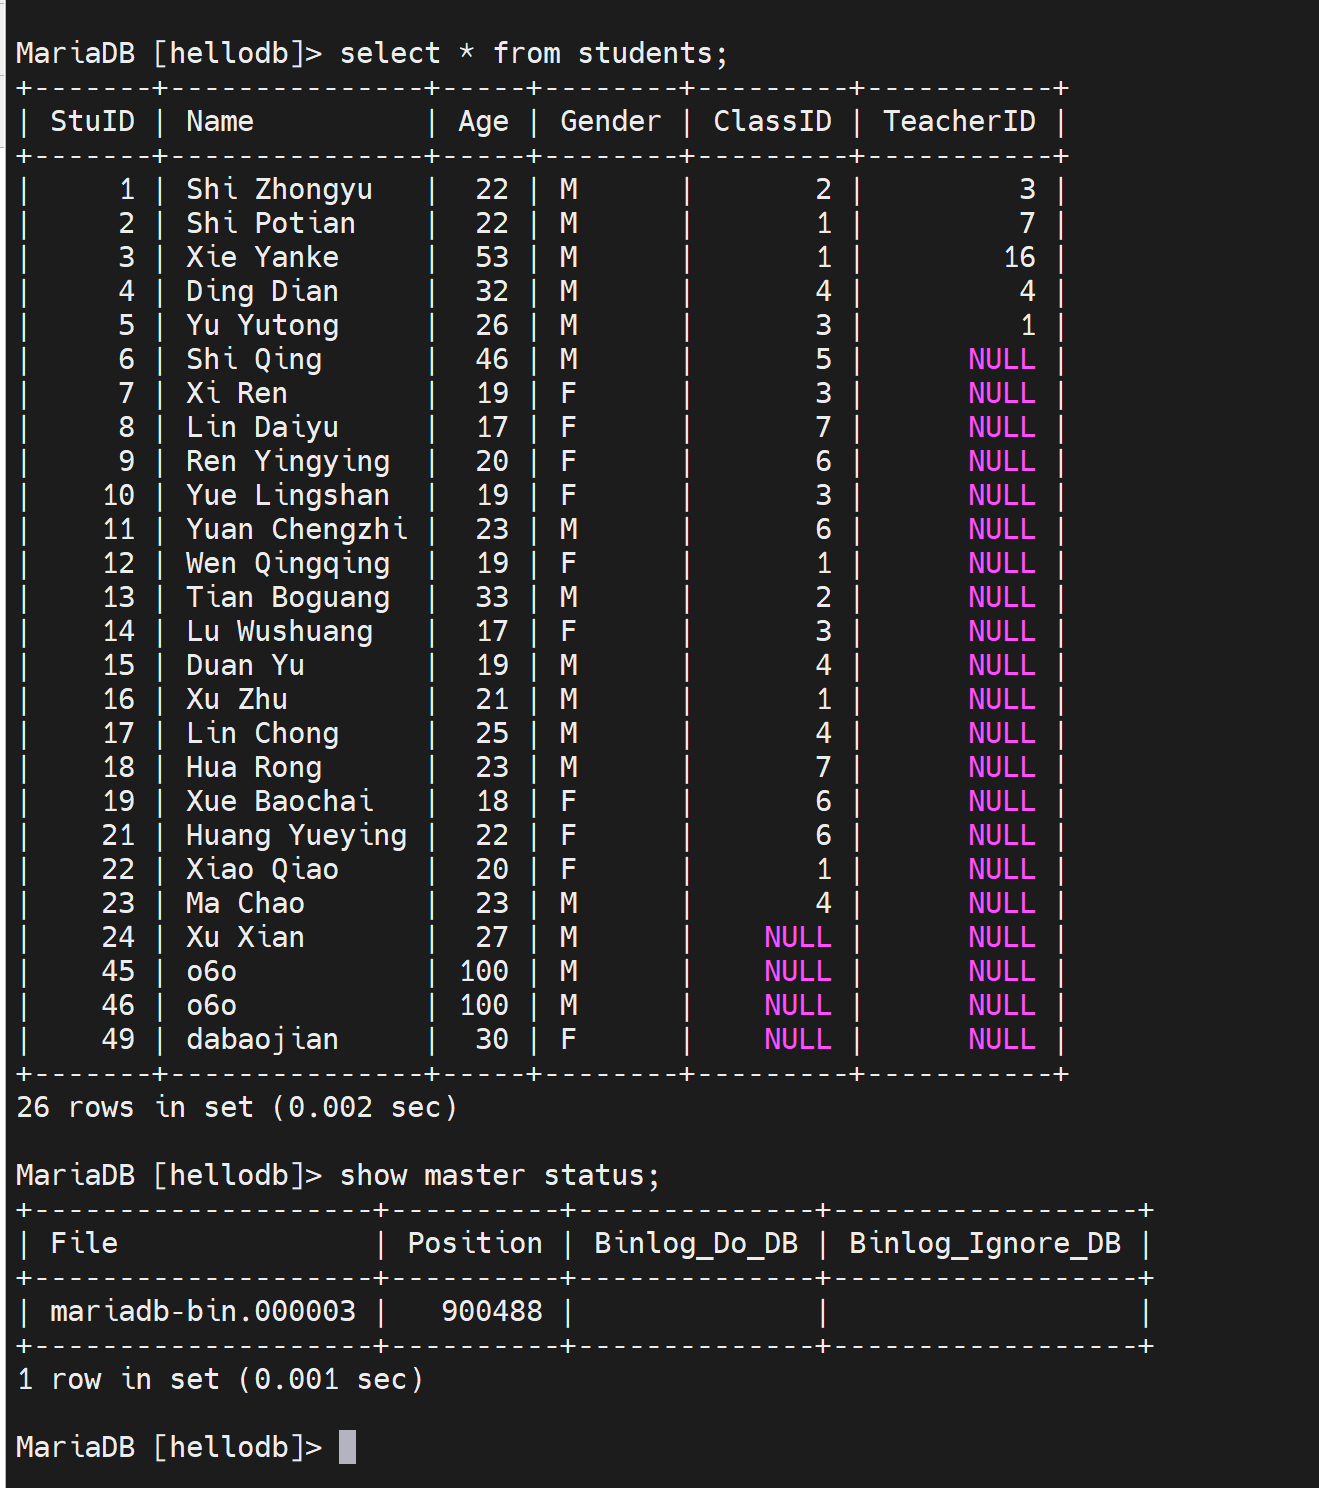 MariaDB [hellodb]> select * from students;
+-------+---------------+-----+--------+---------+-----------+
| StuID | Name          | Age | Gender | ClassID | TeacherID |
+-------+---------------+-----+--------+---------+-----------+
|     1 | Shi Zhongyu   |  22 | M      |       2 |         3 |
|     2 | Shi Potian    |  22 | M      |       1 |         7 |
|     3 | Xie Yanke     |  53 | M      |       1 |        16 |
|     4 | Ding Dian     |  32 | M      |       4 |         4 |
|     5 | Yu Yutong     |  26 | M      |       3 |         1 |
|     6 | Shi Qing      |  46 | M      |       5 |      NULL |
|     7 | Xi Ren        |  19 | F      |       3 |      NULL |
|     8 | Lin Daiyu     |  17 | F      |       7 |      NULL |
|     9 | Ren Yingying  |  20 | F      |       6 |      NULL |
|    10 | Yue Lingshan  |  19 | F      |       3 |      NULL |
|    11 | Yuan Chengzhi |  23 | M      |       6 |      NULL |
|    12 | Wen Qingqing  |  19 | F      |       1 |      NULL |
|    13 | Tian Boguang  |  33 | M      |       2 |      NULL |
|    14 | Lu Wushuang   |  17 | F      |       3 |      NULL |
|    15 | Duan Yu       |  19 | M      |       4 |      NULL |
|    16 | Xu Zhu        |  21 | M      |       1 |      NULL |
|    17 | Lin Chong     |  25 | M      |       4 |      NULL |
|    18 | Hua Rong      |  23 | M      |       7 |      NULL |
|    19 | Xue Baochai   |  18 | F      |       6 |      NULL |
|    21 | Huang Yueying |  22 | F      |       6 |      NULL |
|    22 | Xiao Qiao     |  20 | F      |       1 |      NULL |
|    23 | Ma Chao       |  23 | M      |       4 |      NULL |
|    24 | Xu Xian       |  27 | M      |    NULL |      NULL |
|    45 | o6o           | 100 | M      |    NULL |      NULL |
|    46 | o6o           | 100 | M      |    NULL |      NULL |
|    49 | dabaojian     |  30 | F      |    NULL |      NULL |
+-------+---------------+-----+--------+---------+-----------+
26 rows in set (0.002 sec)
MariaDB [hellodb]> show master status;
+--------------------+----------+--------------+------------------+
| File               | Position | Binlog_Do_DB | Binlog_Ignore_DB |
+--------------------+----------+--------------+------------------+
| mariadb-bin.000003 |   900488 |              |                  |
+--------------------+----------+--------------+------------------+
1 row in set (0.001 sec)
MariaDB [hellodb]>